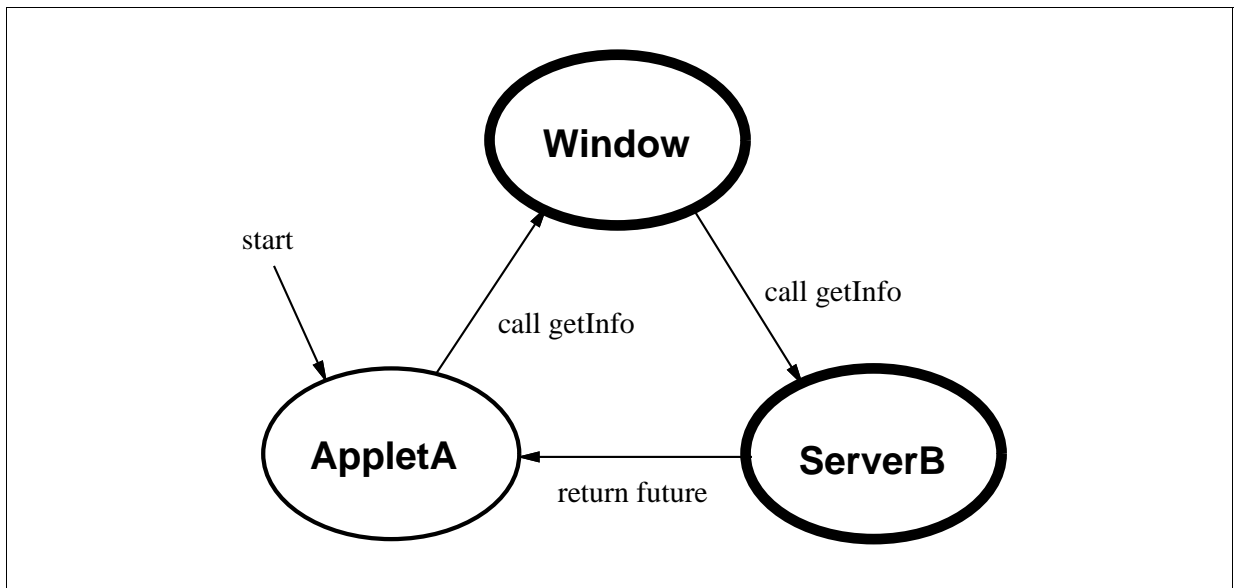 Window
start
call getInfo
call getInfo
AppletA
ServerB
return future